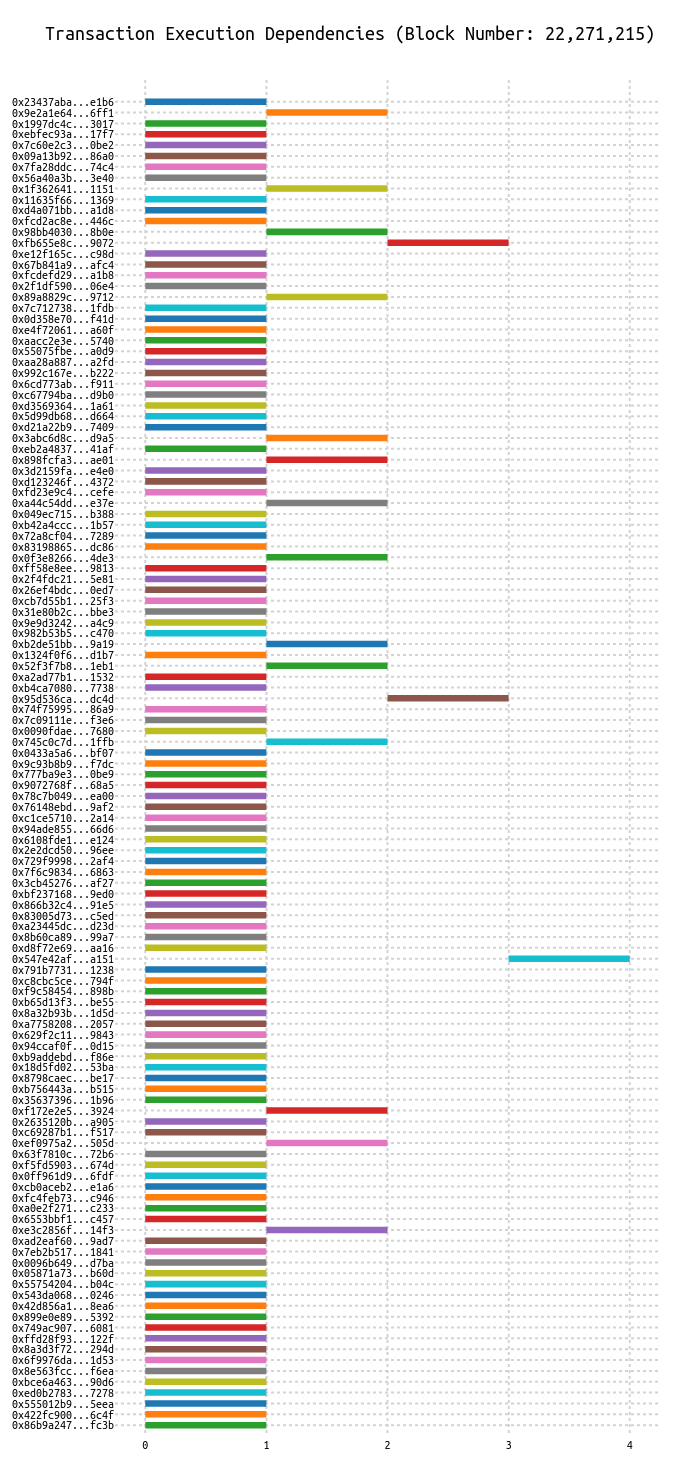 Transaction Execution Dependencies (Block Number: 22,271,215)
0x23437aba...e1b6
0x9e2a1e64...6ff1
0x1997dc4c...3017
0xebfec93a...17f7
0x7c60e2c3...0be2
0x09a13b92...86a0
0x7fa28ddc...74c4
0x56a40a3b...3e40
0x1f362641...1151
0x11635f66...1369
0xd4a071bb...a1d8
0xfcd2ac8e...446c
0x98bb4030...8b0e
0xfb655e8c...9072
0xe12f165c...c98d
0x67b841a9...afc4
0xfcdefd29...a1b8
0x2f1df590...06e4
0x89a8829c...9712
0x7c712738...1fdb
0x0d358e70...f41d
0xe4f72061...a60f
0xaacc2e3e...5740
0x55075fbe...a0d9
0xaa28a887...a2fd
0x992c167e...b222
0x6cd773ab...f911
0xc67794ba...d9b0
0xd3569364...1a61
0x5d99db68...d664
0xd21a22b9...7409
0x3abc6d8c...d9a5
0xeb2a4837...41af
0x898fcfa3...ae01
0x3d2159fa...e4e0
0xd123246f...4372
0xfd23e9c4...cefe
0xa44c54dd...e37e
0x049ec715...b388
0xb42a4ccc...1b57
0x72a8cf04...7289
0x83198865...dc86
0x0f3e8266...4de3
0xff58e8ee...9813
0x2f4fdc21...5e81
0x26ef4bdc...0ed7
0xcb7d55b1...25f3
0x31e80b2c...bbe3
0x9e9d3242...a4c9
0x982b53b5...c470
0xb2de51bb...9a19
0x1324f0f6...d1b7
0x52f3f7b8...1eb1
0xa2ad77b1...1532
0xb4ca7080...7738
0x95d536ca...dc4d
0x74f75995...86a9
0x7c09111e...f3e6
0x0090fdae...7680
0x745c0c7d...1ffb
0x0433a5a6...bf07
0x9c93b8b9...f7dc
0x777ba9e3...0be9
0x9072768f...68a5
0x78c7b049...ea00
0x76148ebd...9af2
0xc1ce5710...2a14
0x94ade855...66d6
0x6108fde1...e124
0x2e2dcd50...96ee
0x729f9998...2af4
0x7f6c9834...6863
0x3cb45276...af27
0xbf237168...9ed0
0x866b32c4...91e5
0x83005d73...c5ed
0xa23445dc...d23d
0x8b60ca89...99a7
0xd8f72e69...aa16
0x547e42af...a151
0x791b7731...1238
0xc8cbc5ce...794f
0xf9c58454...898b
0xb65d13f3...be55
0x8a32b93b...1d5d
0xa7758208...2057
0x629f2c11...9843
0x94ccaf0f...0d15
0xb9addebd...f86e
0x18d5fd02...53ba
0x8798caec...be17
0xb756443a...b515
0x35637396...1b96
0xf172e2e5...3924
0x2635120b...a905
0xc69287b1...f517
0xef0975a2...505d
0x63f7810c...72b6
0xf5fd5903...674d
0x0ff961d9...6fdf
0xcb0aceb2...e1a6
0xfc4feb73...c946
0xa0e2f271...c233
0x6553bbf1...c457
0xe3c2856f...14f3
0xad2eaf60...9ad7
0x7eb2b517...1841
0x0096b649...d7ba
0x05871a73...b60d
0x55754204...b04c
0x543da068...0246
0x42d856a1...8ea6
0x899e0e89...5392
0x749ac907...6081
0xffd28f93...122f
0x8a3d3f72...294d
0x6f9976da...1d53
0x8e563fcc...f6ea
0xbce6a463...90d6
0xed0b2783...7278
0x555012b9...5eea
0x422fc900...6c4f
0x86b9a247...fc3b
0 1 2 3 4